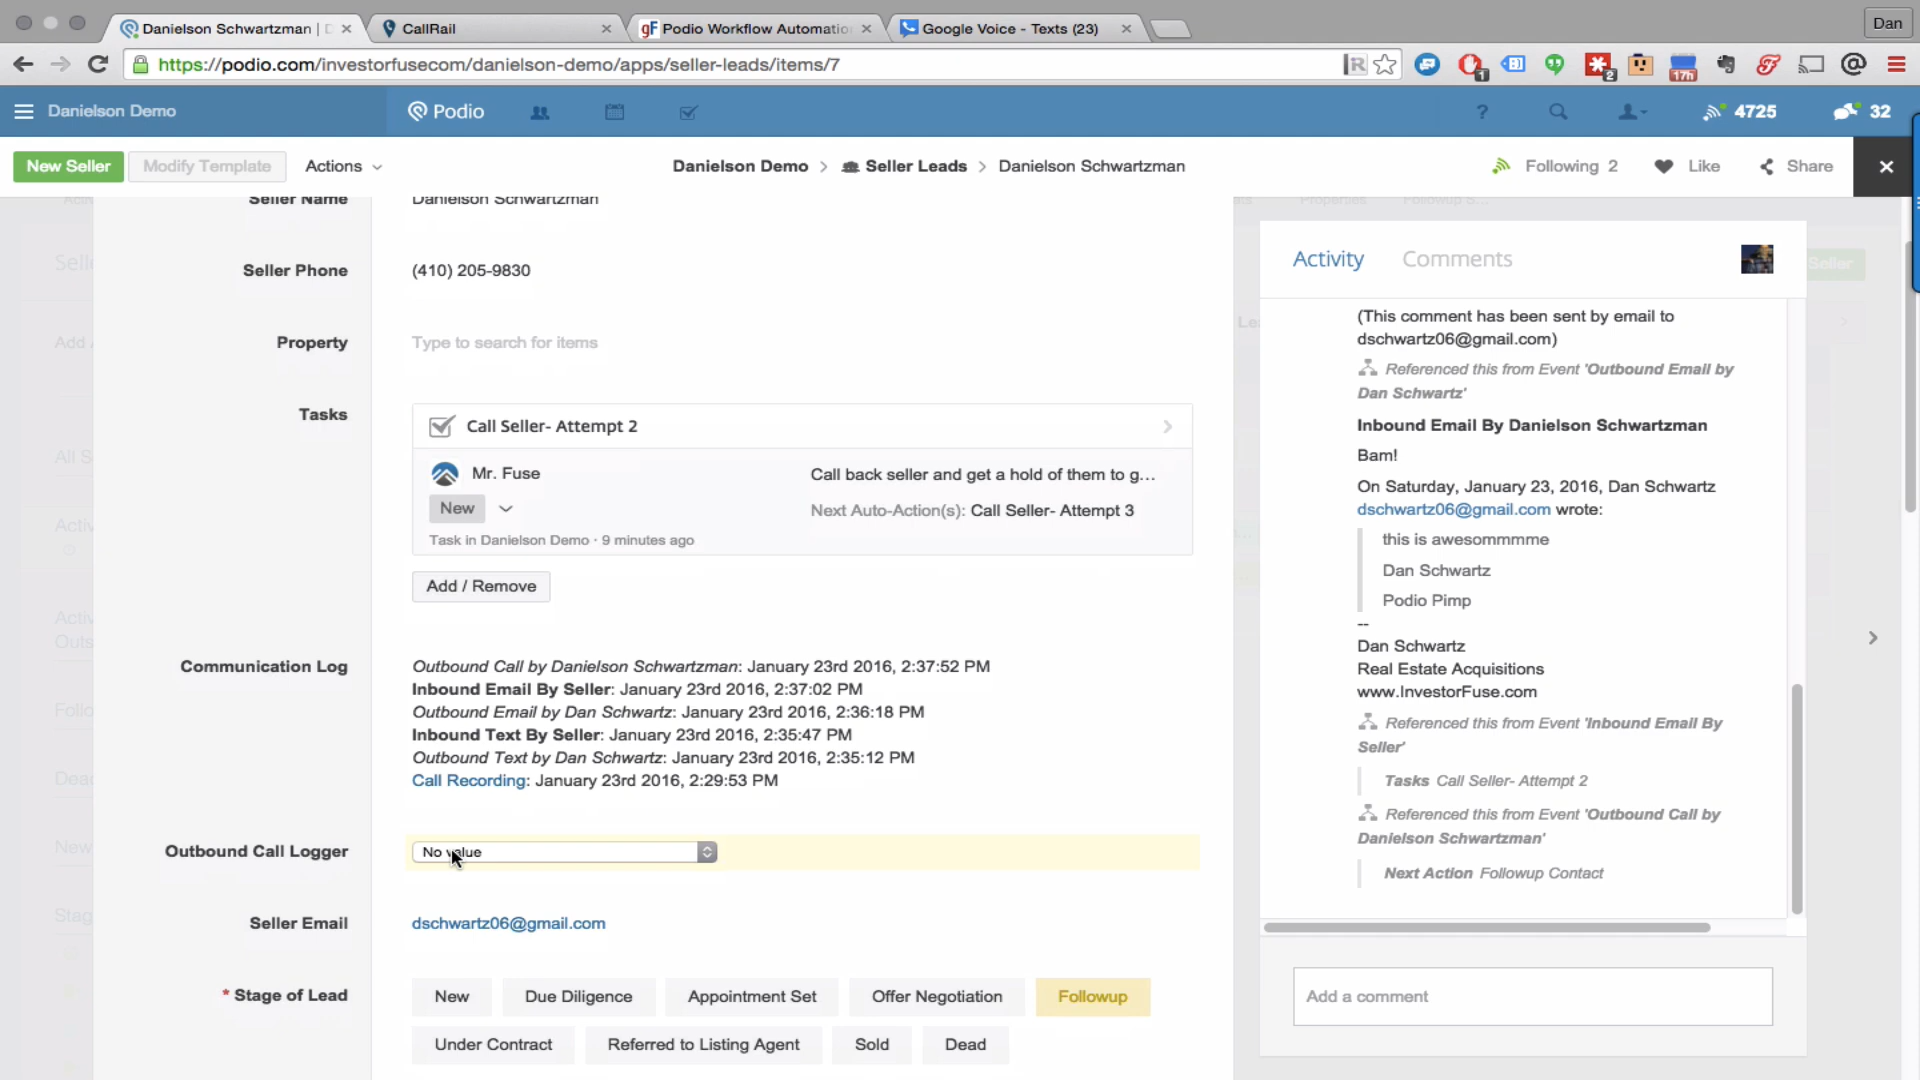 Danielson Schwartzman |
CallRail
gF Podio Workflow Automatio
Google Voice - Texts (23)
Dan
https://podio.com/investorfusecom/danielson-demo/apps/seller-leads/items/7
R
1
2
17h
Danielson Demo
Podio
?
4725
32
New Seller
Modify Template
Actions
Danielson Demo > Seller Leads > Danielson Schwartzman
Following 2
Like
Share
Seller Name
Danielson Schwartzman
Seller Phone
(410) 205-9830
Property
Type to search for items
Tasks
Call Seller- Attempt 2
Mr. Fuse
Call back seller and get a hold of them to g...
New
Next Auto-Action(s): Call Seller- Attempt 3
Task in Danielson Demo · 9 minutes ago
Add / Remove
Communication Log
Outbound Call by Danielson Schwartzman: January 23rd 2016, 2:37:52 PM
Inbound Email By Seller: January 23rd 2016, 2:37:02 PM
Outbound Email by Dan Schwartz: January 23rd 2016, 2:36:18 PM
Inbound Text By Seller: January 23rd 2016, 2:35:47 PM
Outbound Text by Dan Schwartz: January 23rd 2016, 2:35:12 PM
Call Recording: January 23rd 2016, 2:29:53 PM
Outbound Call Logger
No value
Seller Email
dschwartz06@gmail.com
* Stage of Lead
New
Due Diligence
Appointment Set
Offer Negotiation
Followup
Under Contract
Referred to Listing Agent
Sold
Dead
Activity
Comments
(This comment has been sent by email to
dschwartz06@gmail.com)
Referenced this from Event 'Outbound Email by
Dan Schwartz'
Inbound Email By Danielson Schwartzman
Bam!
On Saturday, January 23, 2016, Dan Schwartz
dschwartz06@gmail.com wrote:
this is awesommmme
Dan Schwartz
Podio Pimp
--
Dan Schwartz
Real Estate Acquisitions
www.InvestorFuse.com
Referenced this from Event 'Inbound Email By
Seller'
Tasks Call Seller- Attempt 2
Referenced this from Event 'Outbound Call by
Danielson Schwartzman'
Next Action Followup Contact
Add a comment